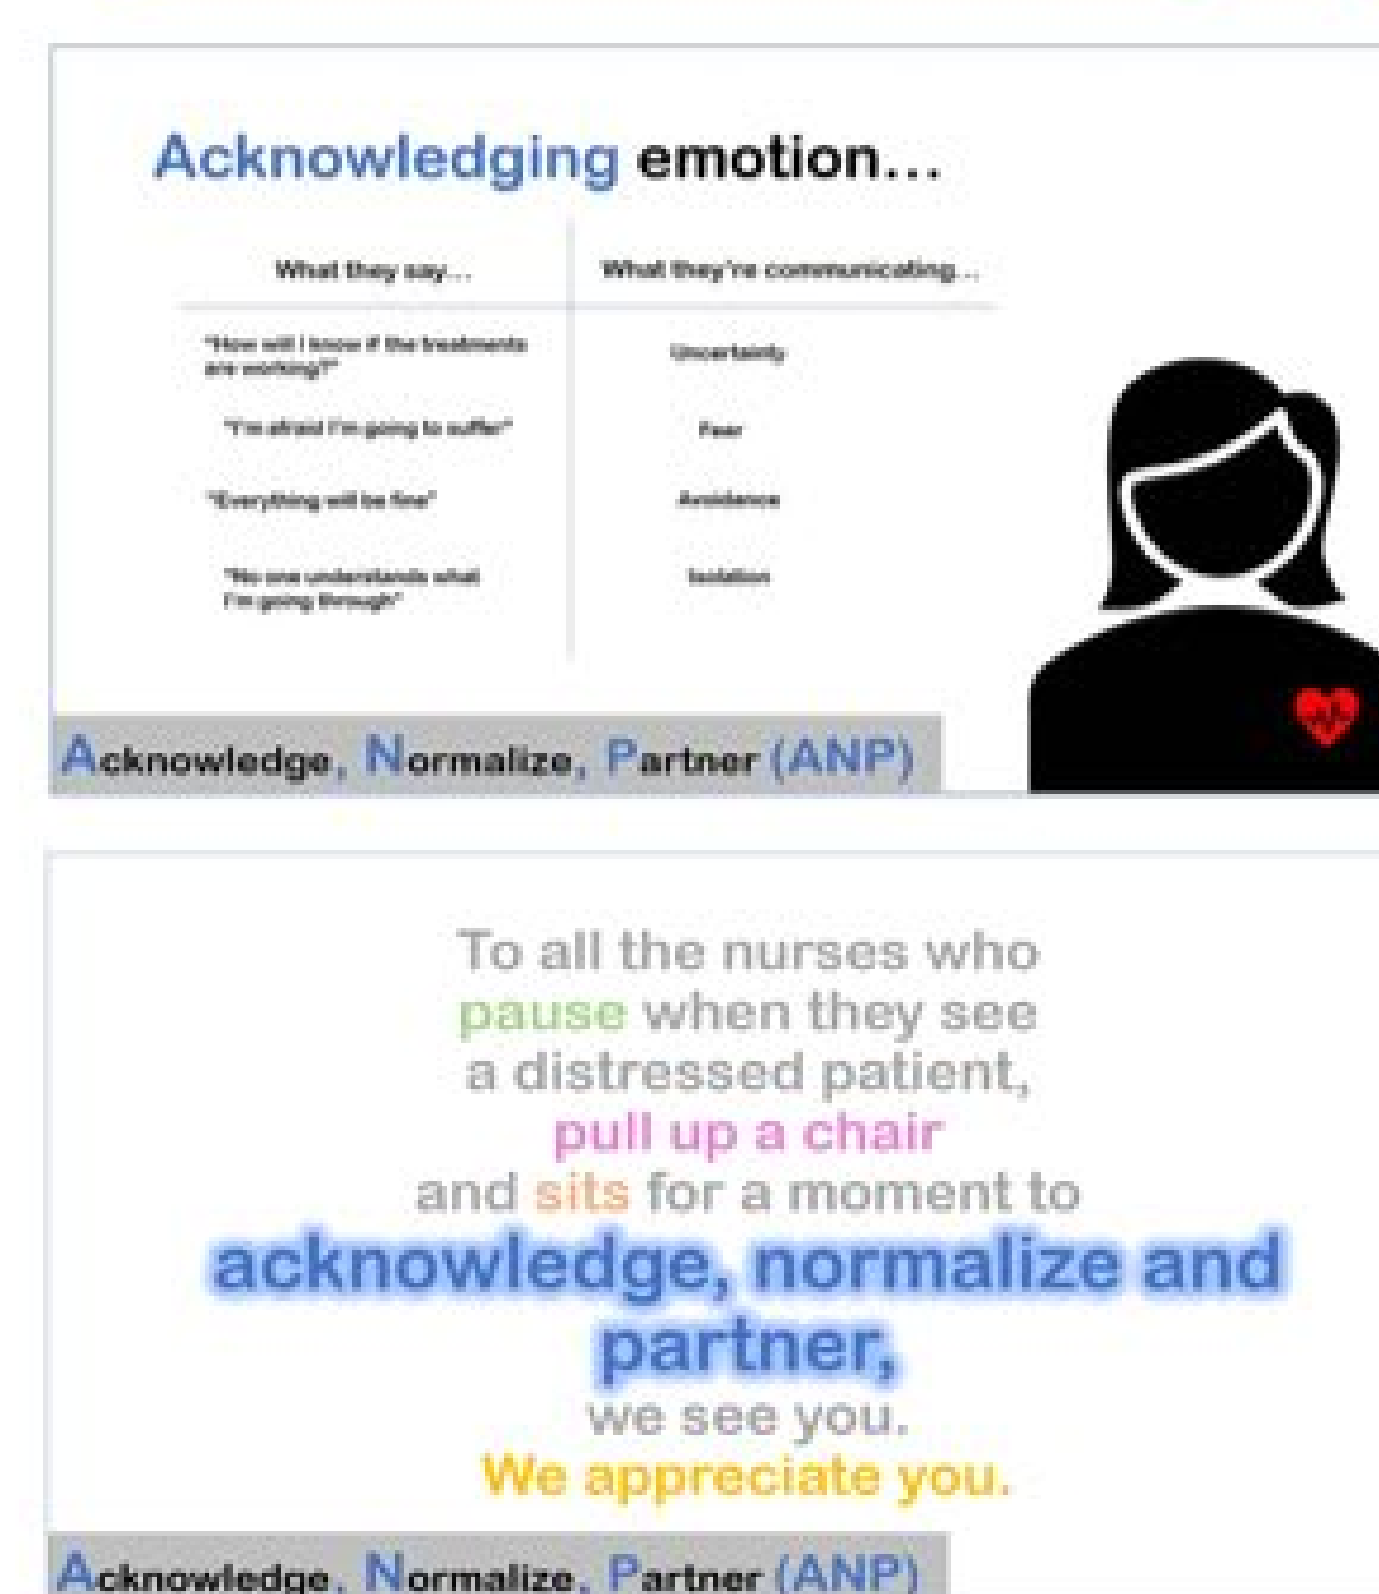 Acknowledging emotion...
What they say...
What they're communicating...
"How will I know if the treatments
are working?"
Uncertainty
"I'm afraid I'm going to suffer"
Fear
"Everything will be fine"
Avoidance
"No one understands what
I'm going through"
Isolation
Acknowledge, Normalize, Partner (ANP)
To all the nurses who
pause when they see
a distressed patient,
pull up a chair
and sits for a moment to
acknowledge, normalize and
partner,
we see you.
We appreciate you.
Acknowledge, Normalize, Partner (ANP)